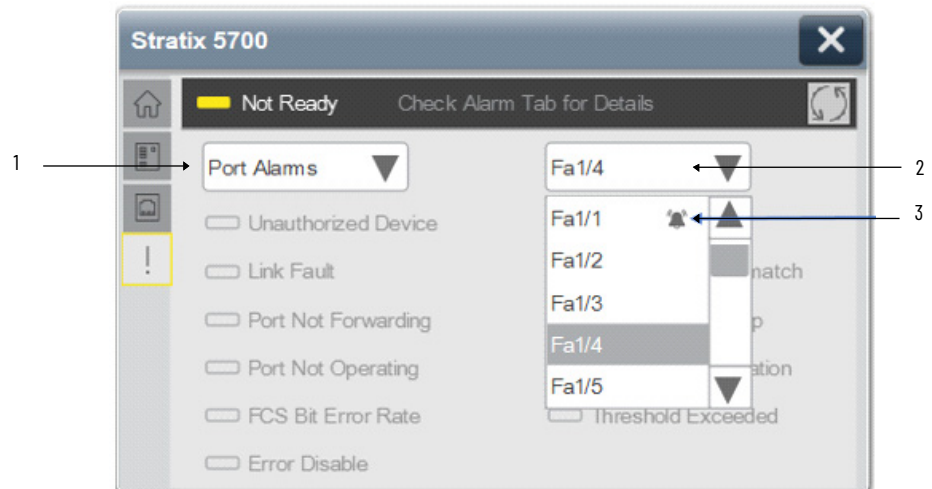 Stratix 5700
Not Ready Check Alarm Tab for Details
1
Port Alarms
Fa1/4
2
Unauthorized Device
Fa1/1
3
Link Fault
Fa1/2
match
Fa1/3
Port Not Forwarding
p
Fa1/4
Port Not Operating
ation
Fa1/5
FCS Bit Error Rate
Threshold Exceeded
Error Disable